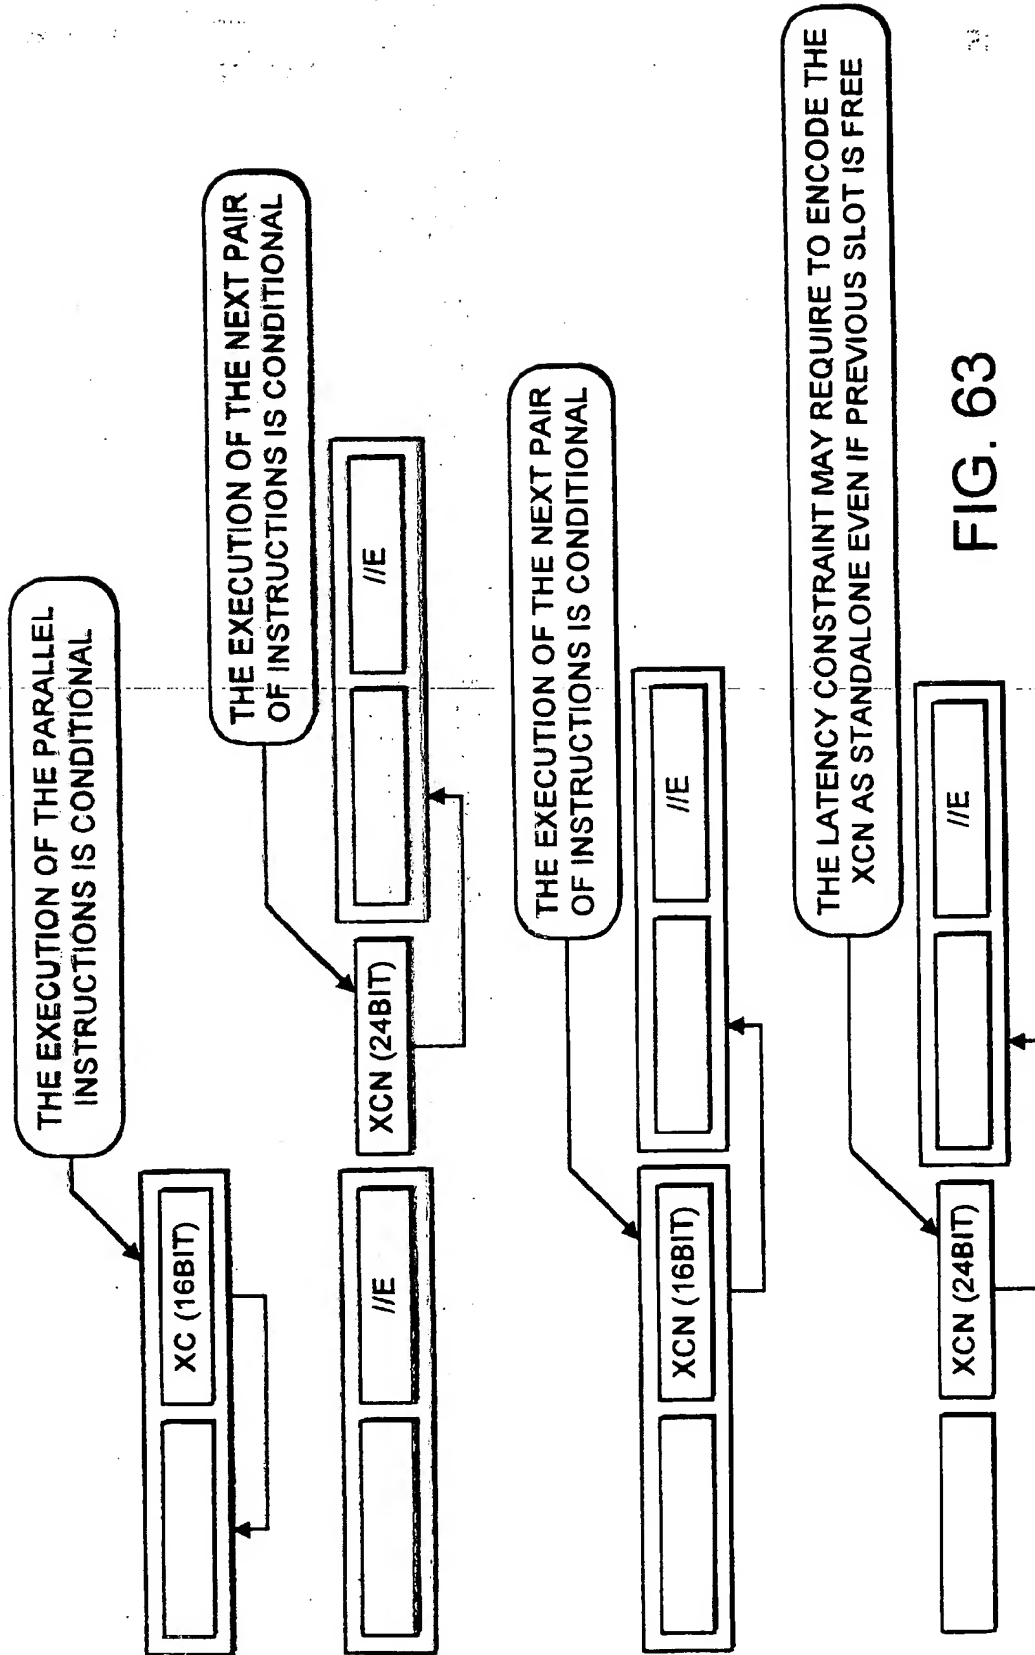 THE EXECUTION OF THE PARALLEL
INSTRUCTIONS IS CONDITIONAL
XC (16BIT)
THE EXECUTION OF THE NEXT PAIR
OF INSTRUCTIONS IS CONDITIONAL
//E
XCN (24BIT)
//E
THE EXECUTION OF THE NEXT PAIR
OF INSTRUCTIONS IS CONDITIONAL
XCN (16BIT)
//E
THE LATENCY CONSTRAINT MAY REQUIRE TO ENCODE THE
XCN AS STANDALONE EVEN IF PREVIOUS SLOT IS FREE
XCN (24BIT)
//E
FIG. 63